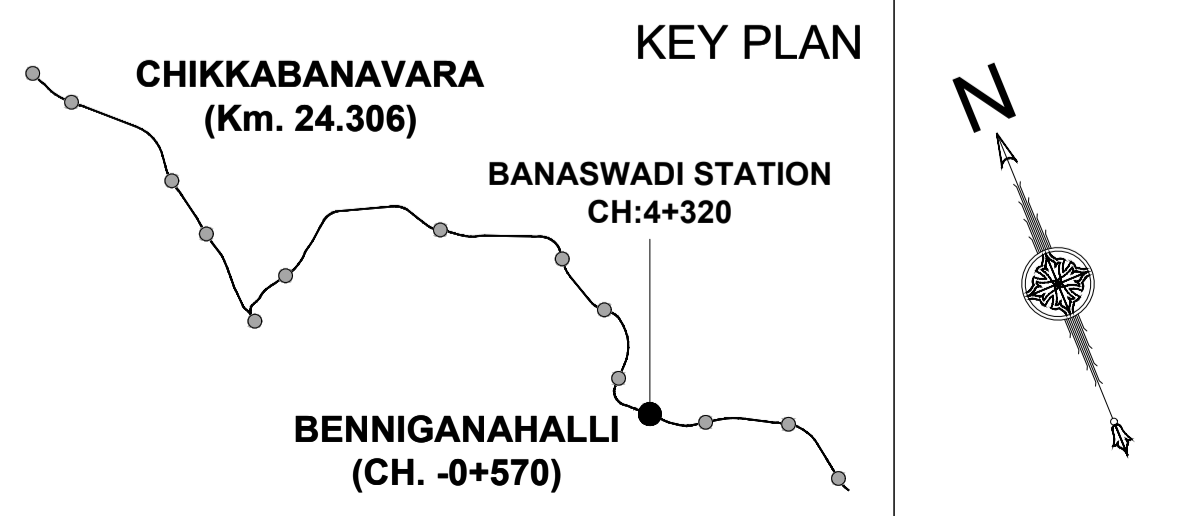 KEY PLAN
CHIKKABANAVARA
(Km. 24.306)
N
BANASWADI STATION
CH:4+320
BENNIGANAHALLI
(CH. -0+570)